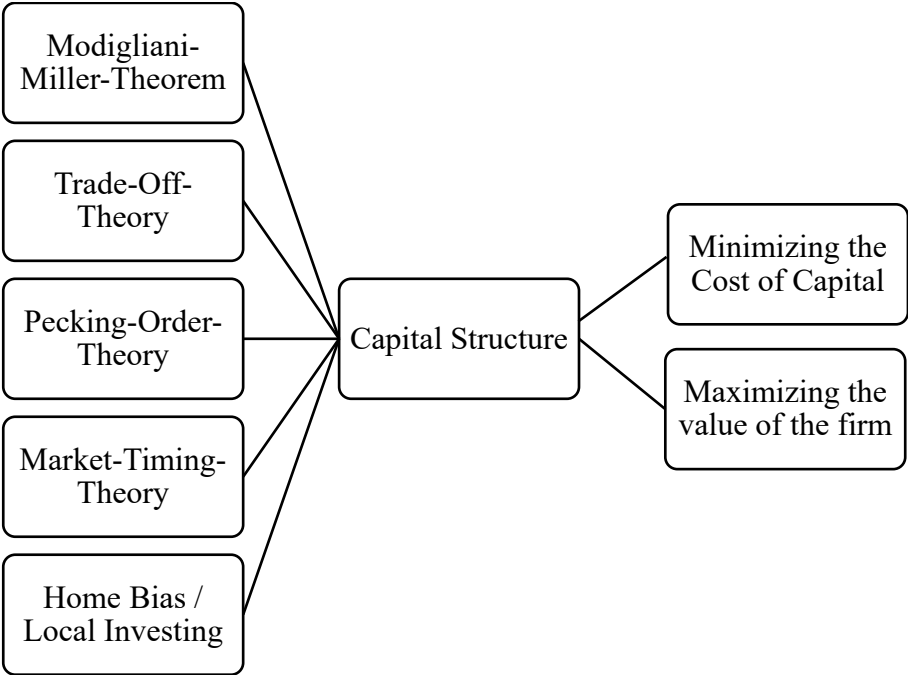 Modigliani-
Miller-Theorem
Trade-Off-
Theory
Pecking-Order-
Theory
Market-Timing-
Theory
Home Bias /
Local Investing
Capital Structure
Minimizing the
Cost of Capital
Maximizing the
value of the firm